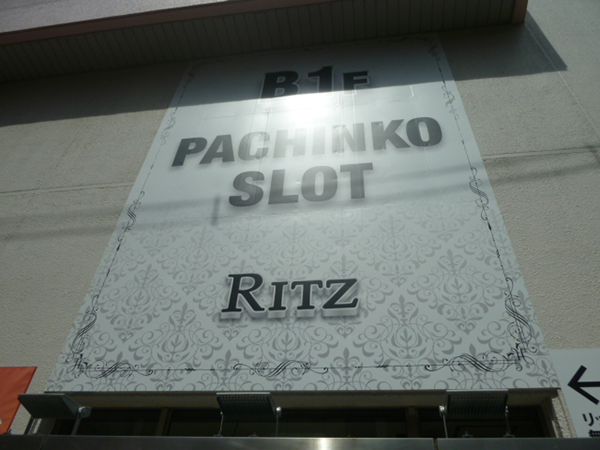 B1F
PACHINKO
SLOT
RITZ